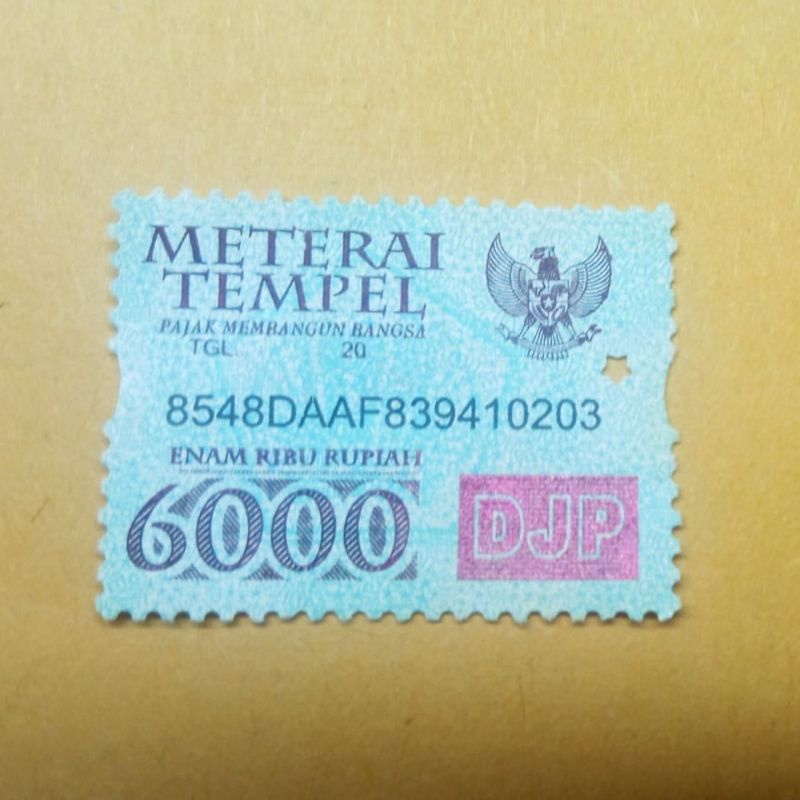 METERAI
TEMPEL
PAJAK MEMBANGUN BANGSA
TGL. 20
8548DAAF839410203
ENAM RIBU RUPIAH
6000
DJP